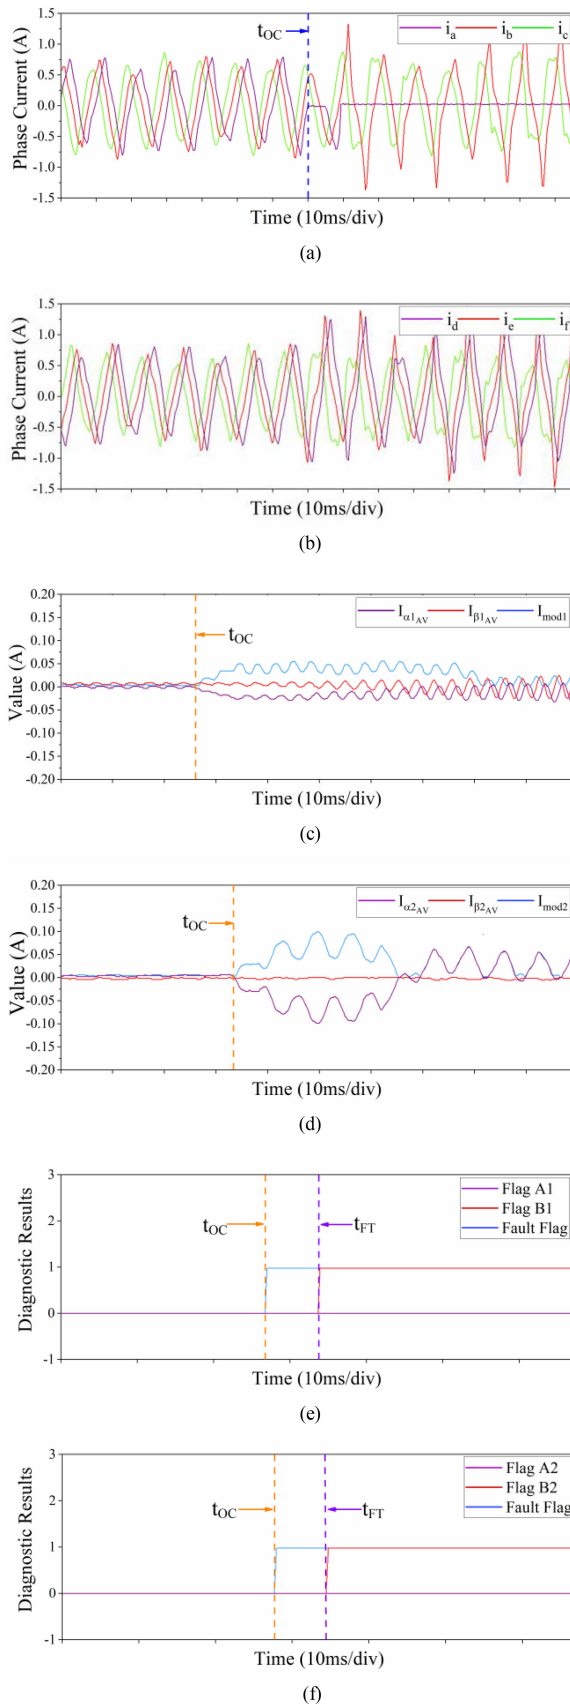 1.5
1.0
0.5
0.0
-0.5
-1.0
-1.5
Phase Current (A)
tOC
ia ib ic
Time (10ms/div)
(a)
1.5
1.0
0.5
0.0
-0.5
-1.0
-1.5
Phase Current (A)
id ie if
Time (10ms/div)
(b)
0.20
0.15
0.10
0.05
0.00
-0.05
-0.10
-0.15
-0.20
Value (A)
tOC
Iα1AV Iβ1AV Imod1
Time (10ms/div)
(c)
0.20
0.15
0.10
0.05
0.00
-0.05
-0.10
-0.15
-0.20
Value (A)
tOC
Iα2AV Iβ2AV Imod2
Time (10ms/div)
(d)
3
2
1
0
-1
Diagnostic Results
tOC
tFT
Flag A1
Flag B1
Fault Flag
Time (10ms/div)
(e)
3
2
1
0
-1
Diagnostic Results
tOC
tFT
Flag A2
Flag B2
Fault Flag
Time (10ms/div)
(f)